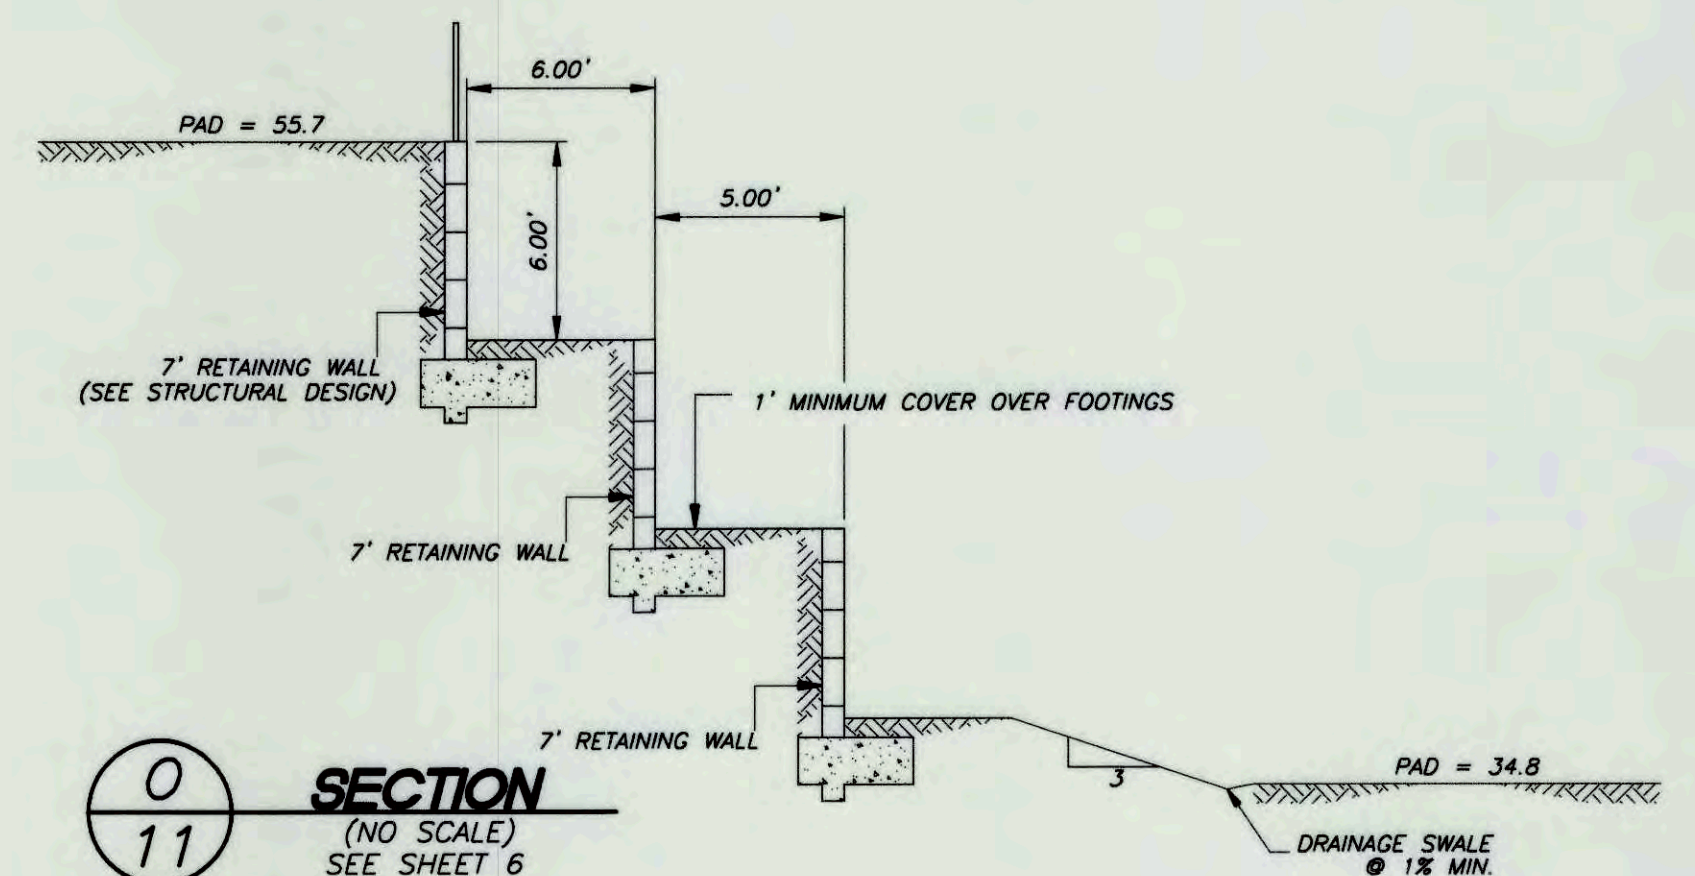 6.00'
PAD = 55.7
5.00'
6.00'
7' RETAINING WALL
(SEE STRUCTURAL DESIGN)
1' MINIMUM COVER OVER FOOTINGS
7' RETAINING WALL
7' RETAINING WALL
3
PAD = 34.8
DRAINAGE SWALE
@ 1% MIN.
O
11
SECTION
(NO SCALE)
SEE SHEET 6